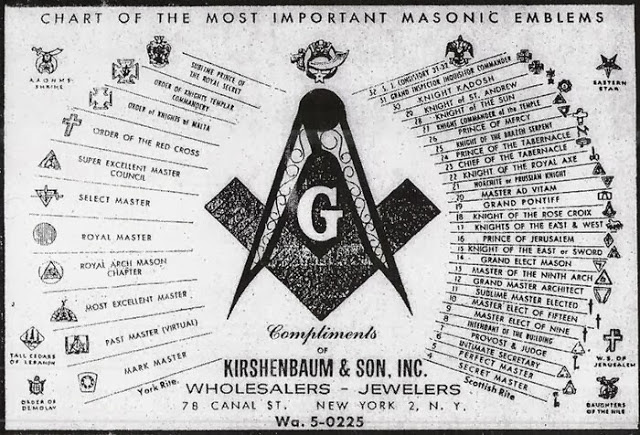 CHART OF THE MOST IMPORTANT MASONIC EMBLEMS
A.A.O.N.M.S.
SHRINE
SUBLIME PRINCE OF
THE ROYAL SECRET
ORDER OF KNIGHTS TEMPLAR
COMMANDERY
ORDER OF KNIGHTS OF MALTA
ORDER OF THE RED CROSS
SUPER EXCELLENT MASTER
COUNCIL
SELECT MASTER
ROYAL MASTER
ROYAL ARCH MASON
CHAPTER
MOST EXCELLENT MASTER
PAST MASTER (VIRTUAL)
MARK MASTER
York Rite
TALL CEDARS
OF LEBANON
ORDER OF
DEMOLAY
G
32 S. J. CONSISTORY 31-32
31 GRAND INSPECTOR INQUISITOR COMMANDER
30 KNIGHT KADOSH
29 KNIGHT OF ST. ANDREW
28 KNIGHT OF THE SUN
27 KNIGHT COMMANDER OF THE TEMPLE
26 PRINCE OF MERCY
25 KNIGHT OF THE BRAZEN SERPENT
24 PRINCE OF THE TABERNACLE
23 CHIEF OF THE TABERNACLE
22 KNIGHT OF THE ROYAL AXE
21 NOACHITE OR PRUSSIAN KNIGHT
20 MASTER AD VITAM
19 GRAND PONTIFF
18 KNIGHT OF THE ROSE CROIX
17 KNIGHTS OF THE EAST & WEST
16 PRINCE OF JERUSALEM
15 KNIGHT OF THE EAST OR SWORD
14 GRAND ELECT MASON
13 MASTER OF THE NINTH ARCH
12 GRAND MASTER ARCHITECT
11 SUBLIME MASTER ELECTED
10 MASTER ELECT OF FIFTEEN
9 MASTER ELECT OF NINE
8 INTENDANT OF THE BUILDING
7 PROVOST & JUDGE
6 INTIMATE SECRETARY
5 PERFECT MASTER
4 SECRET MASTER
Scottish Rite
EASTERN
STAR
W. S. OF
JERUSALEM
DAUGHTERS
OF THE NILE
Compliments
OF
KIRSHENBAUM & SON, INC.
WHOLESALERS - JEWELERS
78 CANAL ST. NEW YORK 2, N. Y.
Wa. 5-0225